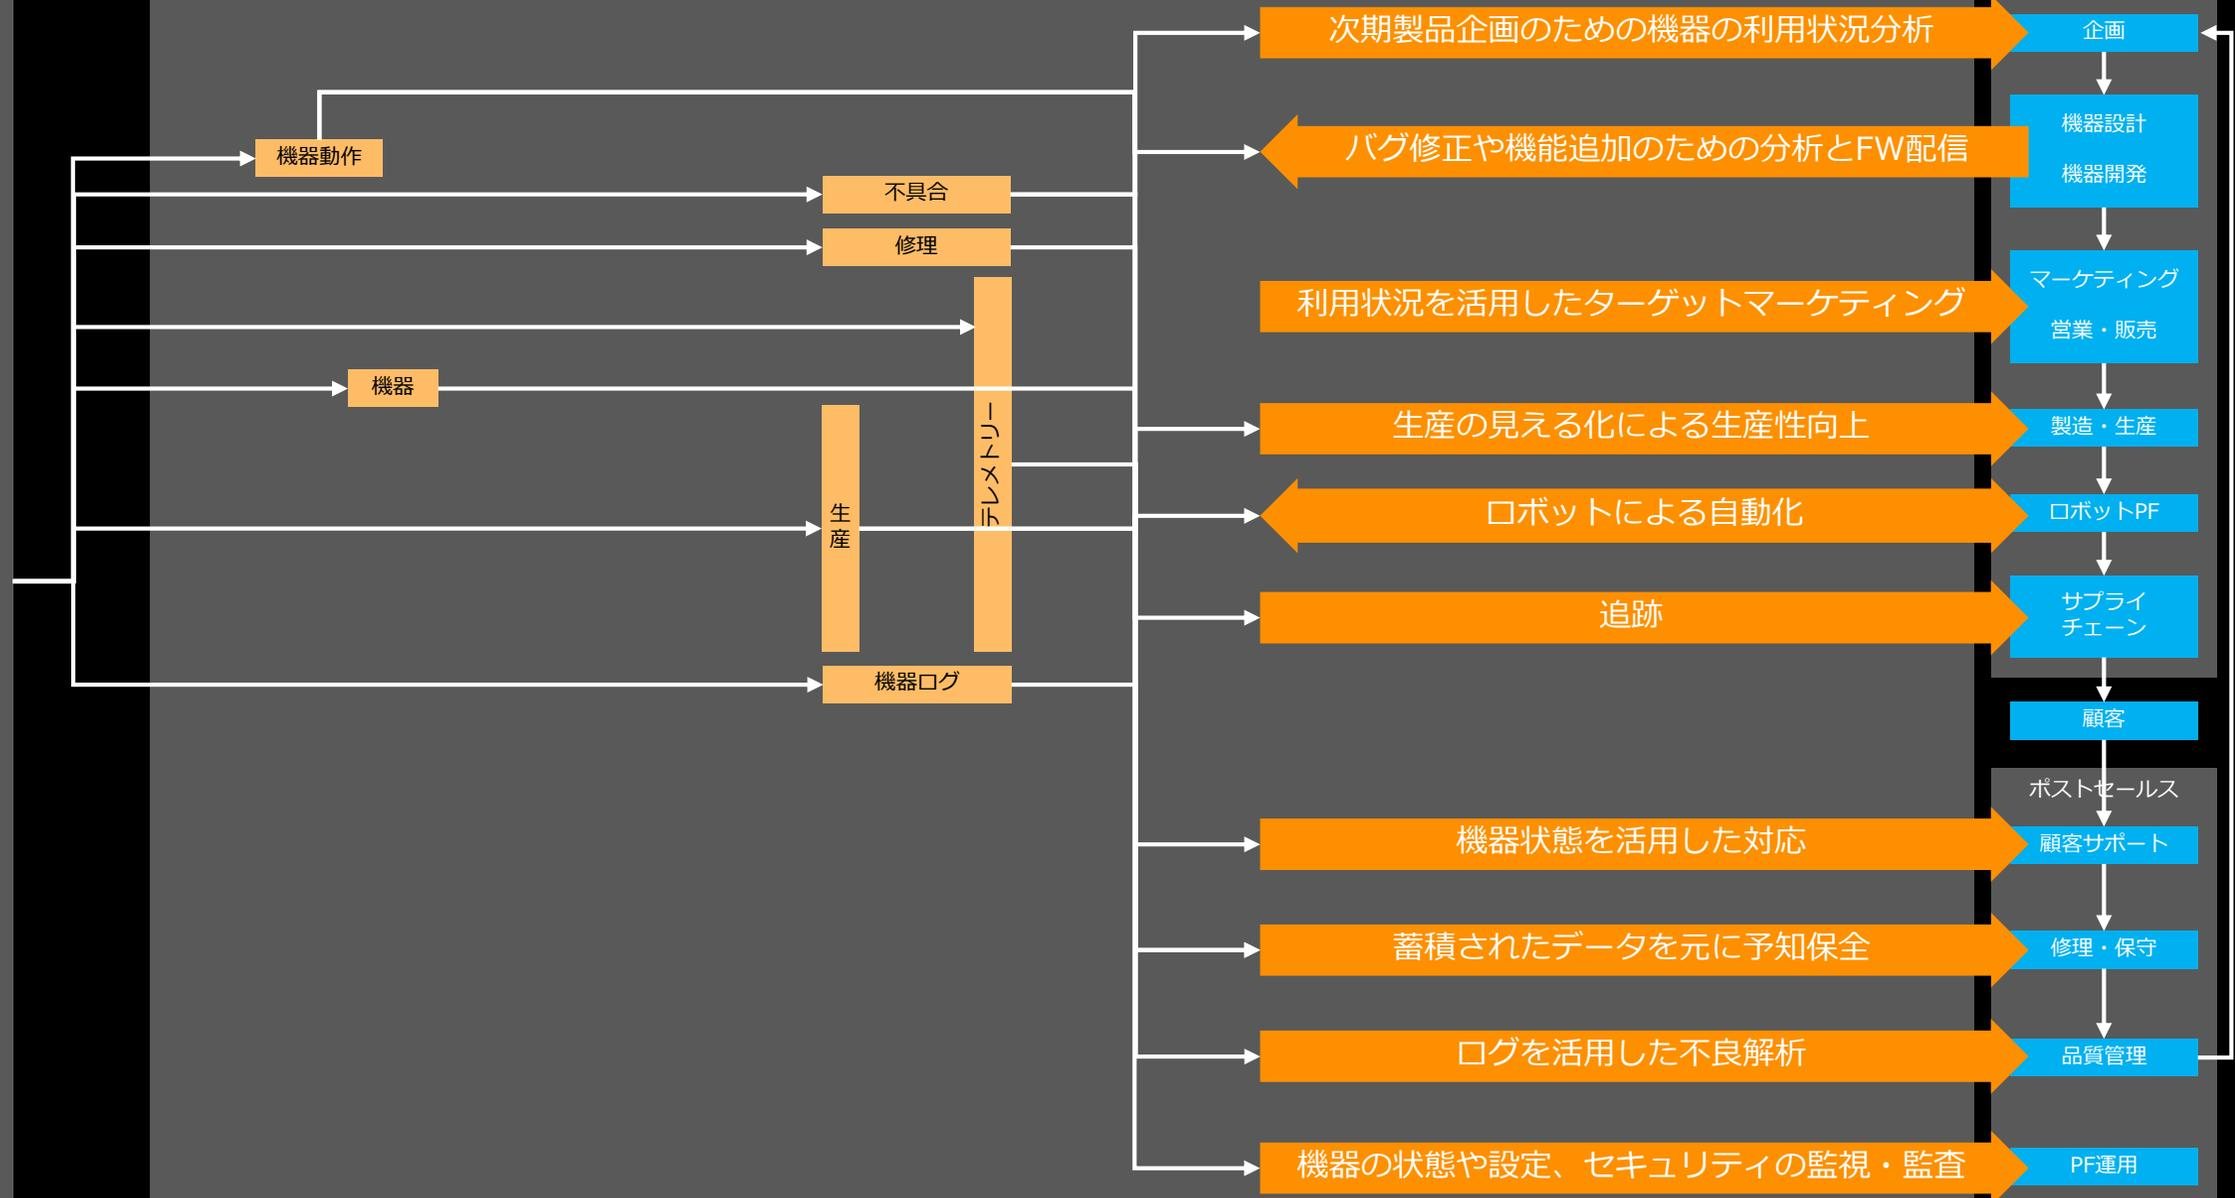 次期製品企画のための機器の利用状況分析
企画
バグ修正や機能追加のための分析とFW配信
機器設計
機器開発
機器動作
不具合
修理
利用状況を活用したターゲットマーケティング
マーケティング
営業・販売
機器
テレメトリー
生産の見える化による生産性向上
製造・生産
生
産
ロボットによる自動化
ロボットPF
追跡
サプライ
チェーン
機器ログ
顧客
ポストセールス
機器状態を活用した対応
顧客サポート
蓄積されたデータを元に予知保全
修理・保守
ログを活用した不良解析
品質管理
機器の状態や設定、セキュリティの監視・監査
PF運用